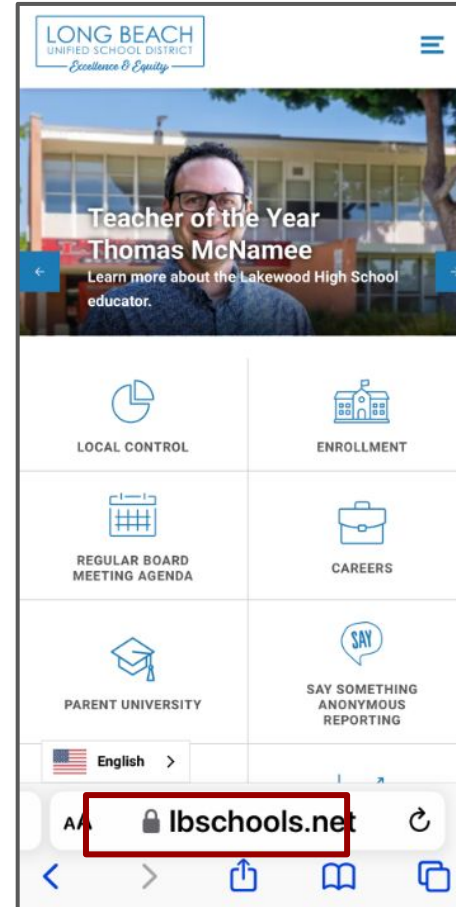 LONG BEACH
UNIFIED SCHOOL DISTRICT
Excellence & Equity
Teacher of the Year
Thomas McNamee
Learn more about the Lakewood High School
educator.
LOCAL CONTROL
ENROLLMENT
REGULAR BOARD
MEETING AGENDA
CAREERS
PARENT UNIVERSITY
SAY
SAY SOMETHING
ANONYMOUS
REPORTING
English
AA lbschools.net